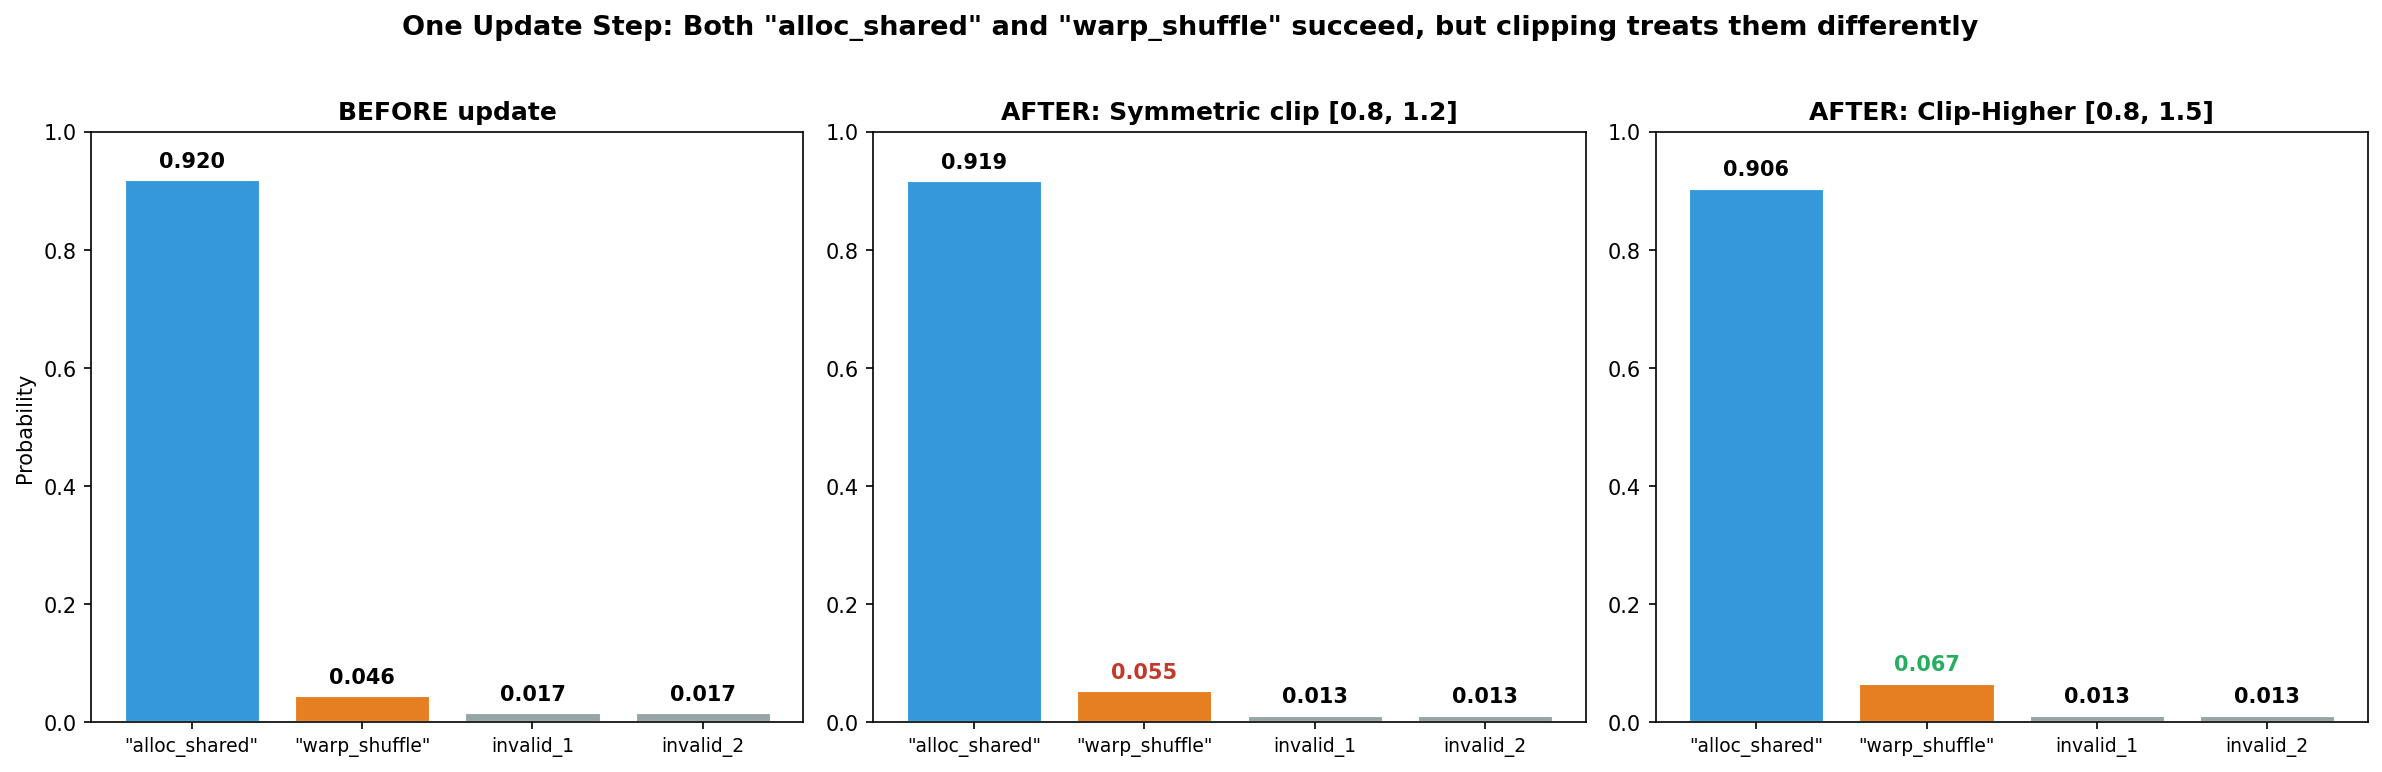 One Update Step: Both "alloc_shared" and "warp_shuffle" succeed, but clipping treats them differently
BEFORE update
Probability
1.0
0.8
0.6
0.4
0.2
0.0
0.920
0.046
0.017
0.017
"alloc_shared"
"warp_shuffle"
invalid_1
invalid_2
AFTER: Symmetric clip [0.8, 1.2]
1.0
0.8
0.6
0.4
0.2
0.0
0.919
0.055
0.013
0.013
"alloc_shared"
"warp_shuffle"
invalid_1
invalid_2
AFTER: Clip-Higher [0.8, 1.5]
1.0
0.8
0.6
0.4
0.2
0.0
0.906
0.067
0.013
0.013
"alloc_shared"
"warp_shuffle"
invalid_1
invalid_2